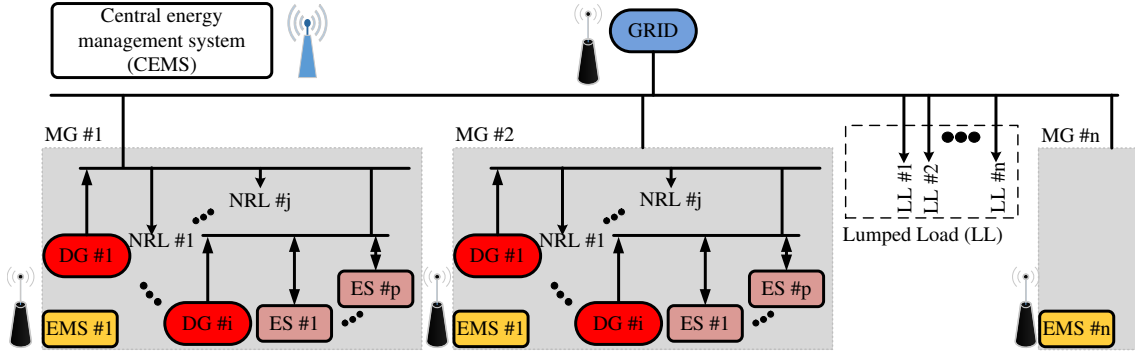 Central energy
management system
(CEMS)
GRID
MG #1
MG #2
MG #n
LL #1
LL #2
LL #n
Lumped Load (LL)
NRL #j
NRL #1
DG #1
ES #p
DG #i
ES #1
EMS #1
NRL #j
NRL #1
DG #1
ES #p
DG #i
ES #1
EMS #1
EMS #n